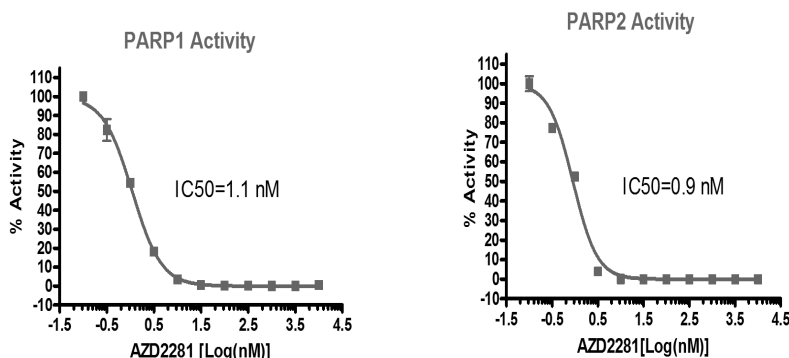 PARP1 Activity
110
100
90
80
70
60
50
40
30
20
10
0
-10
% Activity
IC50=1.1 nM
-1.5 -0.5 0.5 1.5 2.5 3.5 4.5
AZD2281 [Log(nM)]
PARP2 Activity
110
100
90
80
70
60
50
40
30
20
10
0
-10
% Activity
IC50=0.9 nM
-1.5 -0.5 0.5 1.5 2.5 3.5 4.5
AZD2281[Log(nM)]